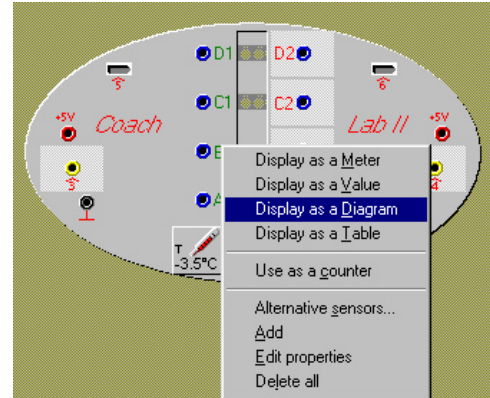 D1 D2
5 6
C1 C2
+5V Coach Lab II +5V
3 4
A
T
-3.5°C
Display as a Meter
Display as a Value
Display as a Diagram
Display as a Table
Use as a counter
Alternative sensors...
Add
Edit properties
Delete all